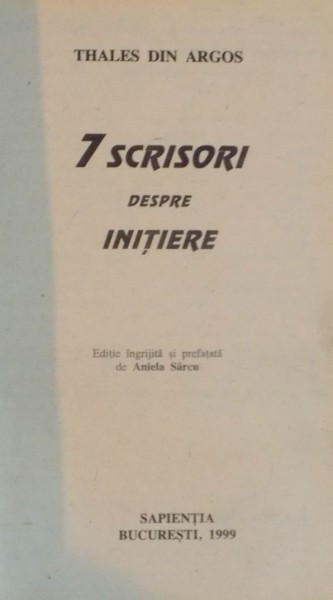 THALES DIN ARGOS
7 SCRISORI
DESPRE
INIȚIERE
Ediție îngrijită și prefațată
de Aniela Sârcu
SAPIENȚIA
BUCUREȘTI, 1999